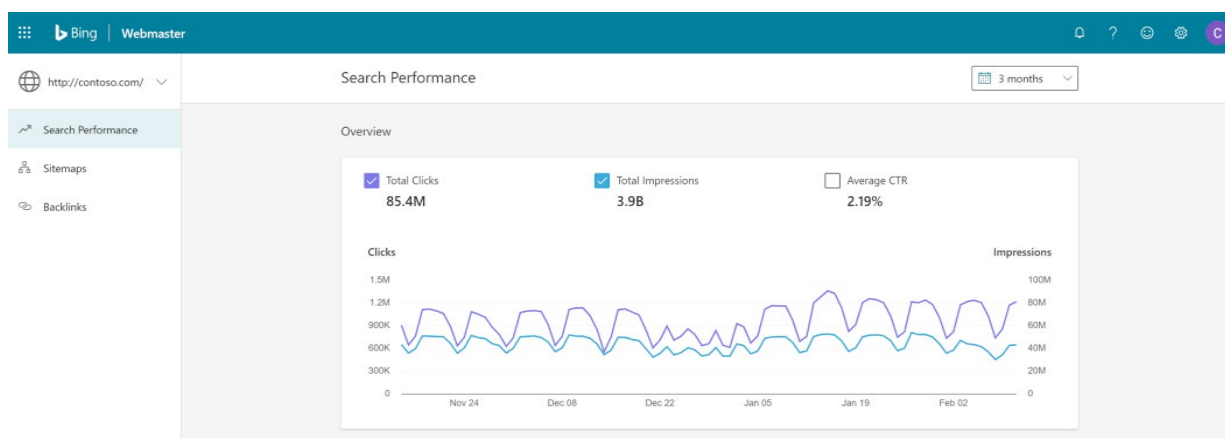 Bing | Webmaster
? C
http://contoso.com/
Search Performance
3 months
Search Performance
Sitemaps
Backlinks
Overview
Total Clicks
85.4M
Total Impressions
3.9B
Average CTR
2.19%
Clicks
Impressions
1.5M
1.2M
900K
600K
300K
0
100M
80M
60M
40M
20M
0
Nov 24 Dec 08 Dec 22 Jan 05 Jan 19 Feb 02